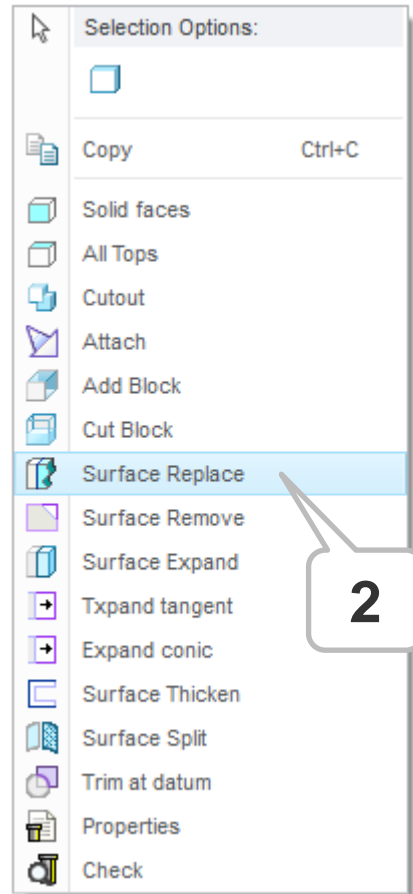 Selection Options:
Copy Ctrl+C
Solid faces
All Tops
Cutout
Attach
Add Block
Cut Block
Surface Replace
Surface Remove
Surface Expand
2
Txpand tangent
Expand conic
Surface Thicken
Surface Split
Trim at datum
Properties
Check